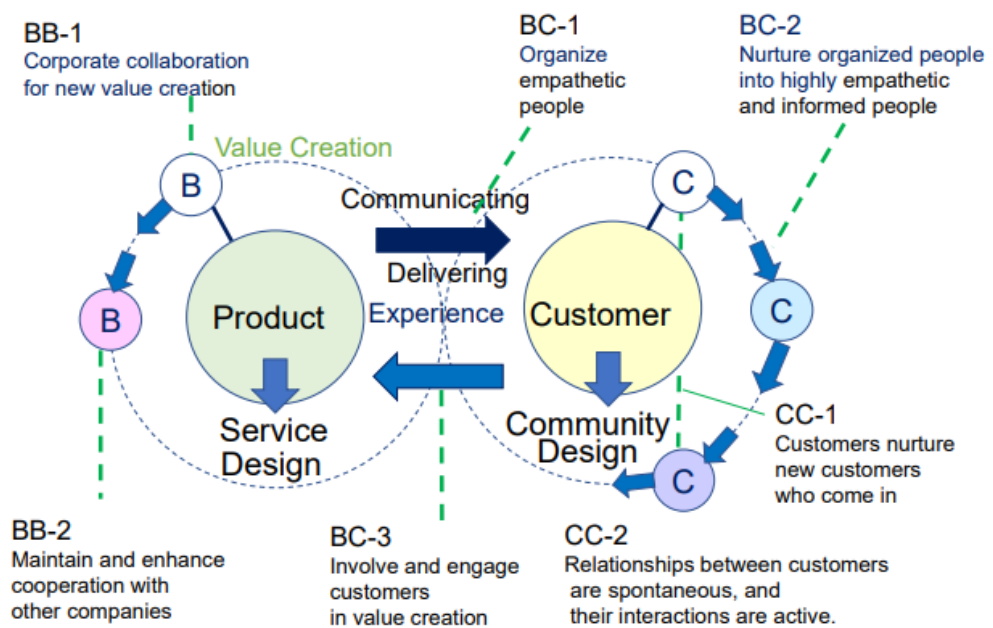 BB-1
Corporate collaboration
for new value creation
BC-1
Organize
empathetic
people
BC-2
Nurture organized people
into highly empathetic
and informed people
Value Creation
B
C
Communicating
Delivering
B
Product
Experience
Customer
C
Service
Design
Community
Design
C
CC-1
Customers nurture
new customers
who come in
BB-2
Maintain and enhance
cooperation with
other companies
BC-3
Involve and engage
customers
in value creation
CC-2
Relationships between customers
are spontaneous, and
their interactions are active.